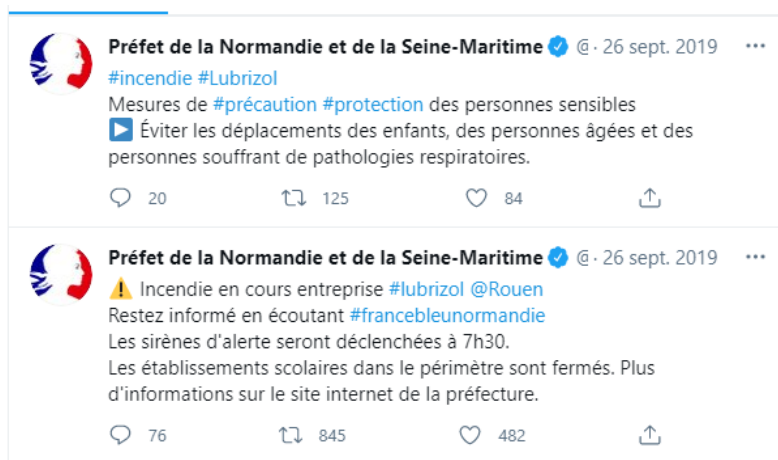 Préfet de la Normandie et de la Seine-Maritime @ · 26 sept. 2019
#incendie #Lubrizol
Mesures de #précaution #protection des personnes sensibles
Éviter les déplacements des enfants, des personnes âgées et des
personnes souffrant de pathologies respiratoires.
20 125 84
Préfet de la Normandie et de la Seine-Maritime @ · 26 sept. 2019
Incendie en cours entreprise #lubrizol @Rouen
Restez informé en écoutant #francebleunormandie
Les sirènes d'alerte seront déclenchées à 7h30.
Les établissements scolaires dans le périmètre sont fermés. Plus
d'informations sur le site internet de la préfecture.
76 845 482